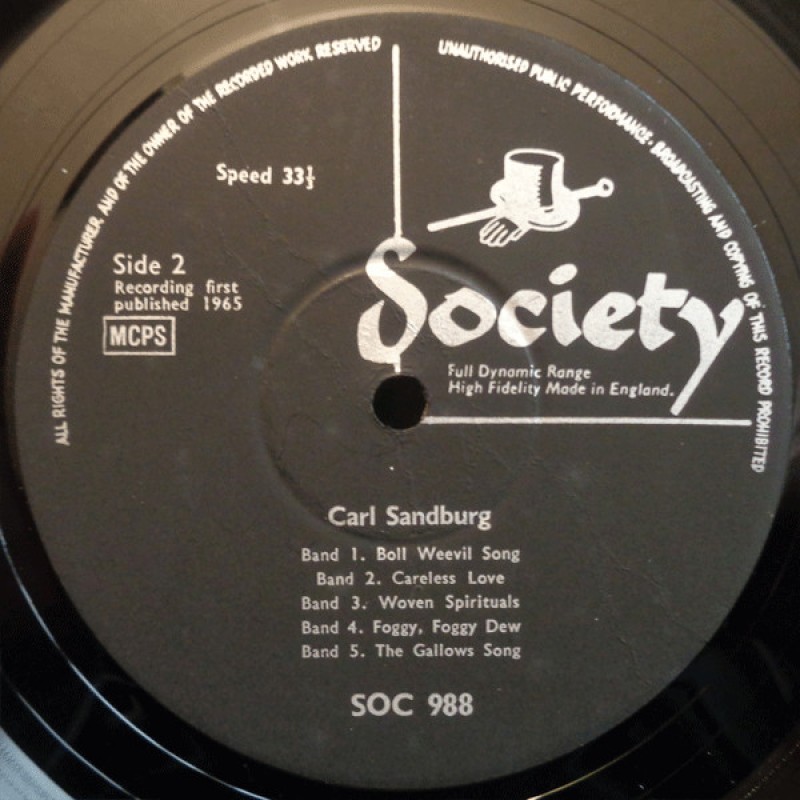 ALL RIGHTS OF THE MANUFACTURER AND OF THE OWNER OF THE RECORDED WORK RESERVED
UNAUTHORISED PUBLIC PERFORMANCE· BROADCASTING AND COPYING OF THIS RECORD PROHIBITED
Speed 33⅓
Side 2
Recording first
published 1965
MCPS
Society
Full Dynamic Range
High Fidelity Made in England.
Carl Sandburg
Band 1. Boll Weevil Song
Band 2. Careless Love
Band 3. Woven Spirituals
Band 4. Foggy, Foggy Dew
Band 5. The Gallows Song
SOC 988